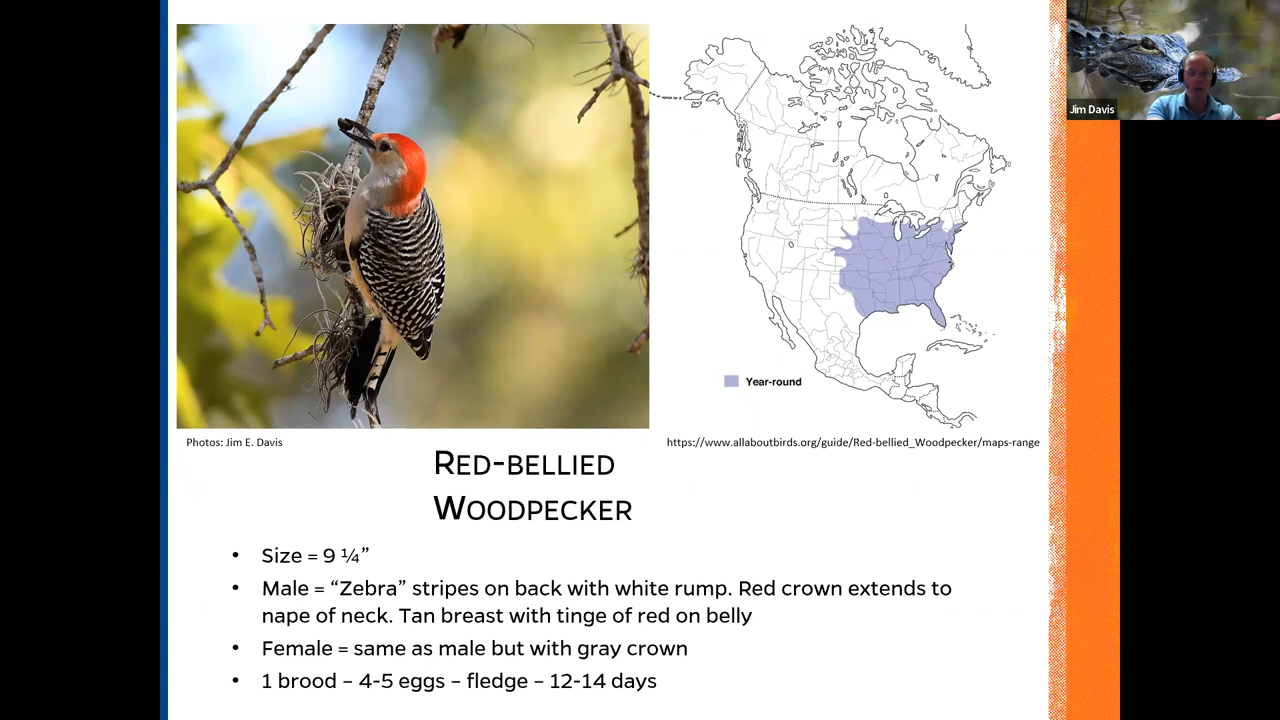 Jim Davis
Year-round
Photos: Jim E. Davis
https://www.allaboutbirds.org/guide/Red-bellied_Woodpecker/maps-range
RED-BELLIED
WOODPECKER
• Size = 9 ¼”
• Male = “Zebra” stripes on back with white rump. Red crown extends to
nape of neck. Tan breast with tinge of red on belly
• Female = same as male but with gray crown
• 1 brood – 4-5 eggs – fledge – 12-14 days